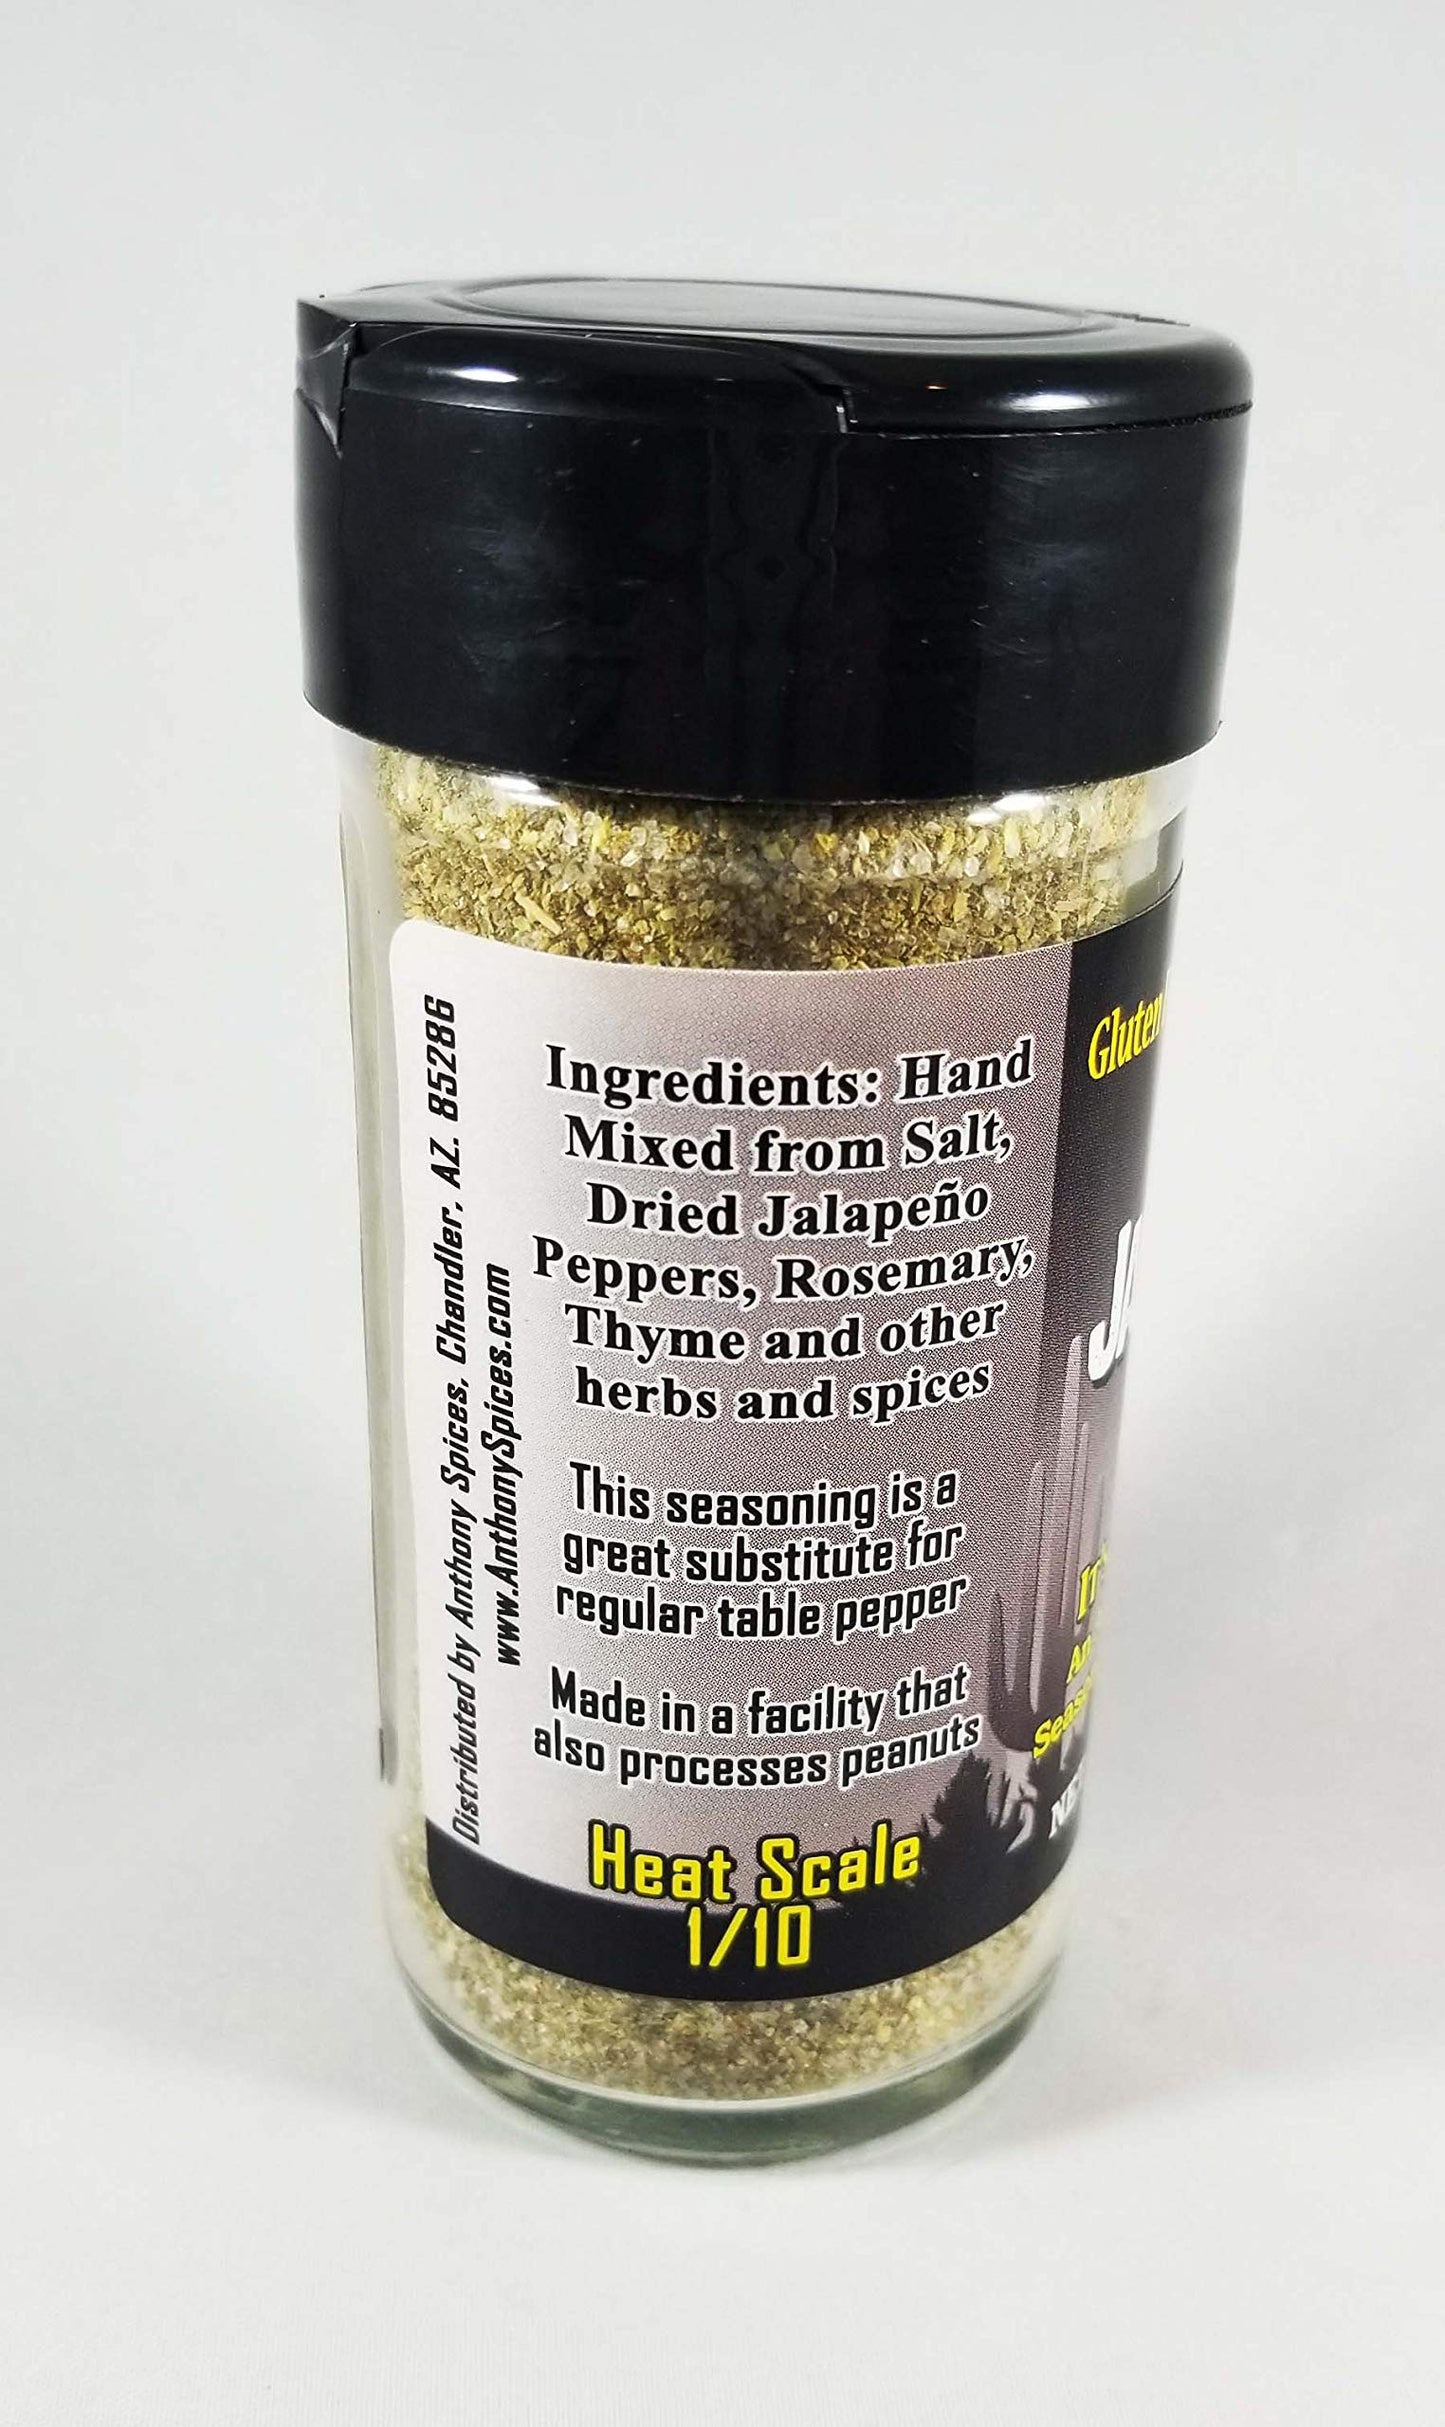 Distributed by Anthony Spices, Chandler, AZ. 85286
www.AnthonySpices.com
Ingredients: Hand
Mixed from Salt,
Dried Jalapeño
Peppers, Rosemary,
Thyme and other
herbs and spices
This seasoning is a
great substitute for
regular table pepper
Made in a facility that
also processes peanuts
Heat Scale
1/10
Gluten